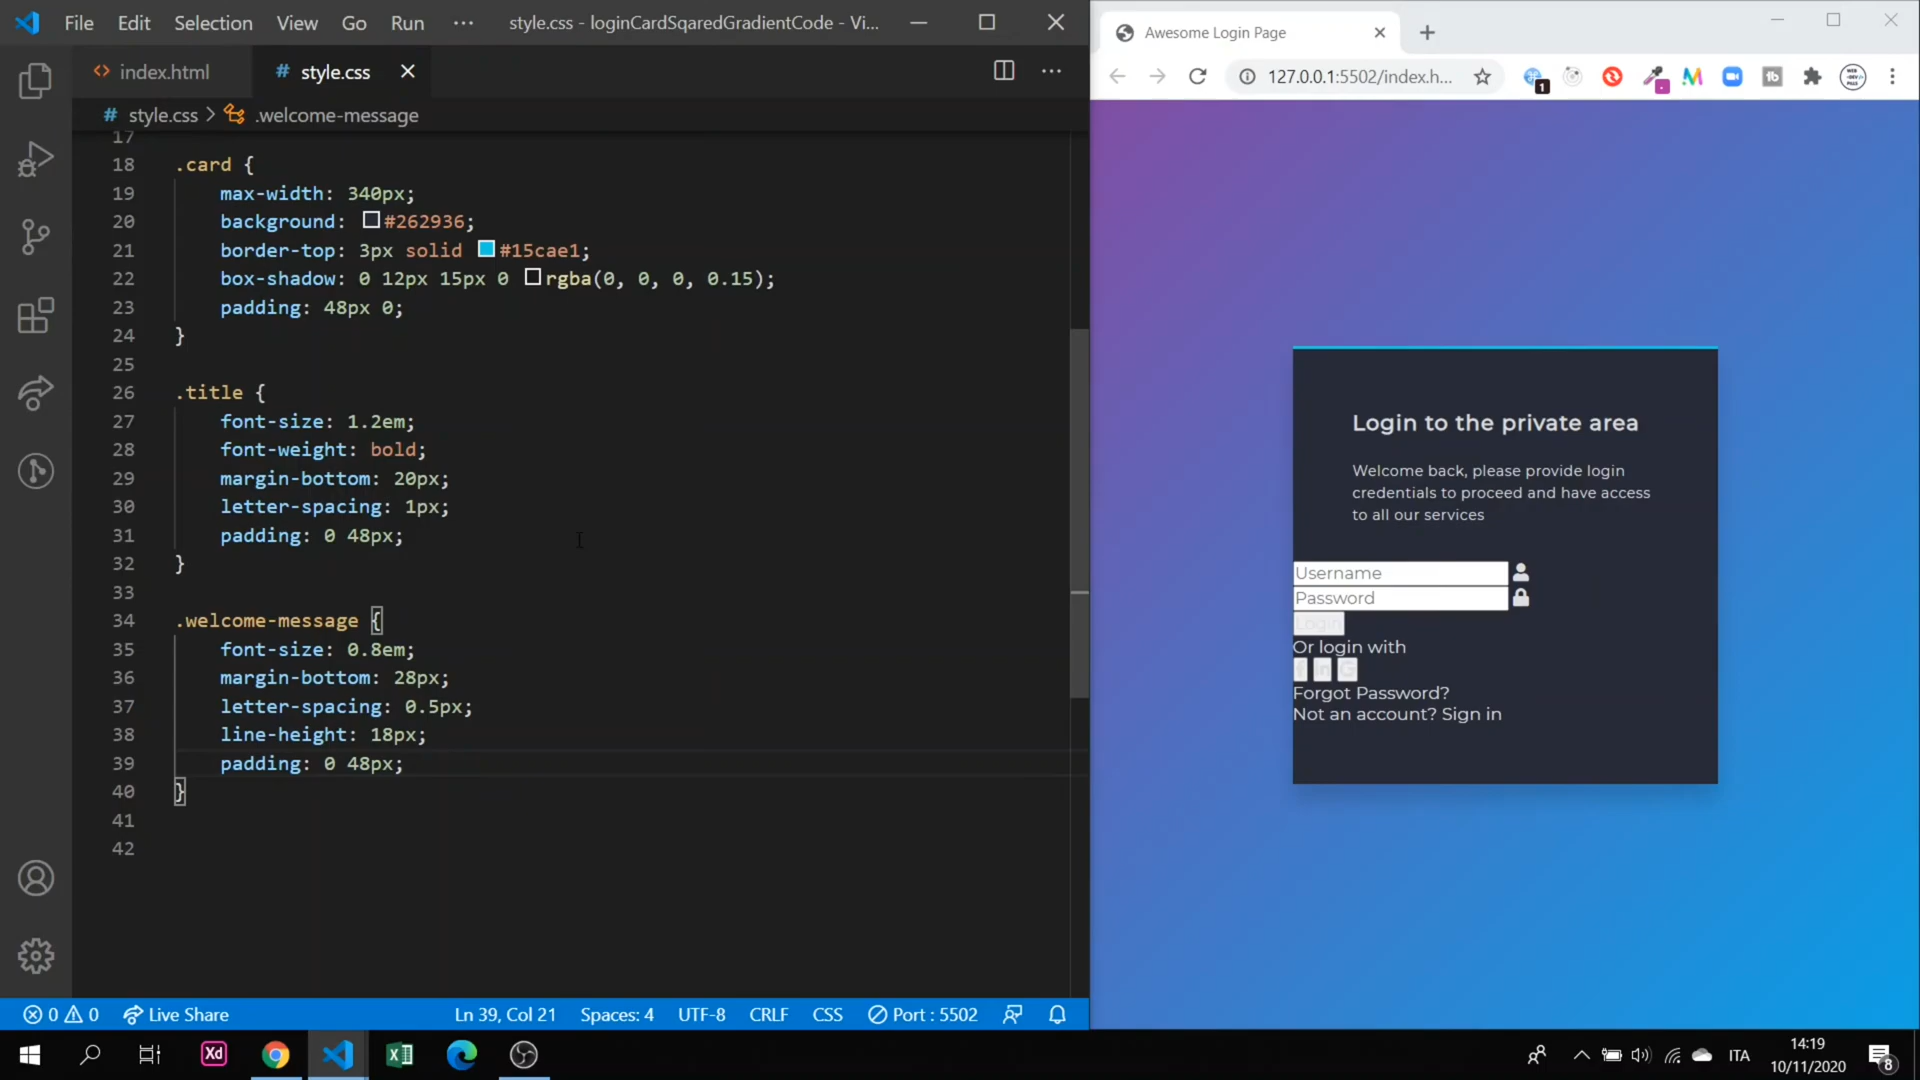 File Edit Selection View Go Run ··· style.css - loginCardSqaredGradientCode - Vi...
index.html
# style.css
# style.css > .welcome-message
17
18 .card {
19 max-width: 340px;
20 background: #262936;
21 border-top: 3px solid #15cae1;
22 box-shadow: 0 12px 15px 0 rgba(0, 0, 0, 0.15);
23 padding: 48px 0;
24 }
25
26 .title {
27 font-size: 1.2em;
28 font-weight: bold;
29 margin-bottom: 20px;
30 letter-spacing: 1px;
31 padding: 0 48px;
32 }
33
34 .welcome-message {
35 font-size: 0.8em;
36 margin-bottom: 28px;
37 letter-spacing: 0.5px;
38 line-height: 18px;
39 padding: 0 48px;
40 }
41
42
0 0 Live Share Ln 39, Col 21 Spaces: 4 UTF-8 CRLF CSS Port : 5502
Awesome Login Page
127.0.0.1:5502/index.h...
1
Login to the private area
Welcome back, please provide login
credentials to proceed and have access
to all our services
Username
Password
Login
Or login with
f in G
Forgot Password?
Not an account? Sign in
Xd
ITA
14:19
10/11/2020
8